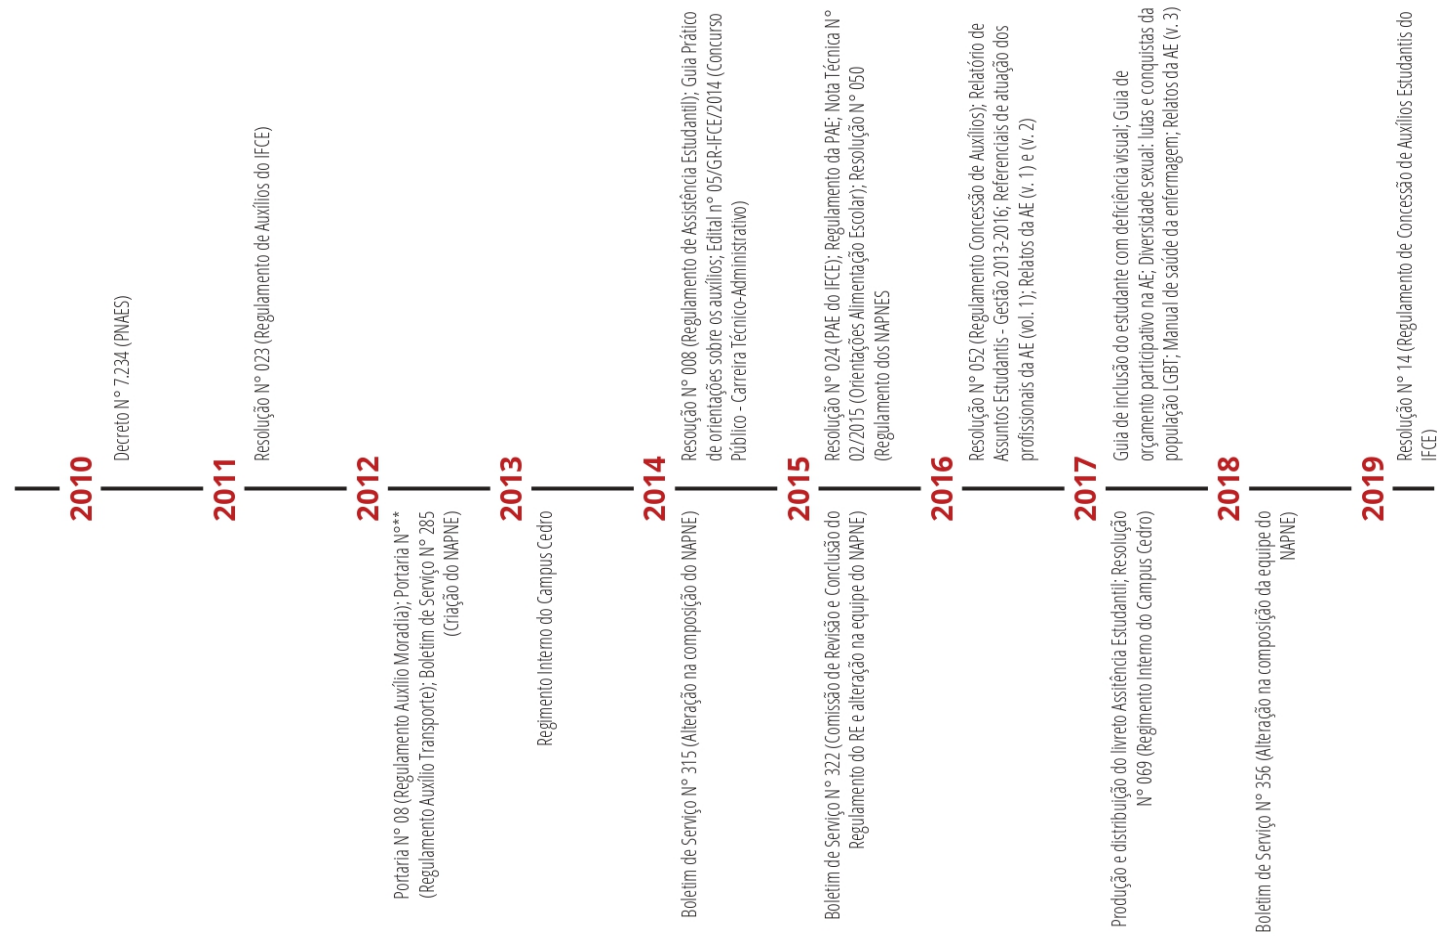 2010
Decreto N° 7.234 (PNAES)
2011
Resolução N° 023 (Regulamento de Auxílios do IFCE)
2012
Portaria N° 08 (Regulamento Auxílio Moradia); Portaria N°**
(Regulamento Auxílio Transporte); Boletim de Serviço N° 285
(Criação do NAPNE)
2013
Regimento Interno do Campus Cedro
2014
Resoução N° 008 (Regulamento de Assistência Estudantil); Guia Prático
de orientações sobre os auxílios; Edital n° 05/GR-IFCE/2014 (Concurso
Público - Carreira Técnico-Administrativo)
Boletim de Serviço N° 315 (Alteração na composição do NAPNE)
2015
Resolução N° 024 (PAE do IFCE); Regulamento da PAE; Nota Técnica N°
02/2015 (Orientações Alimentação Escolar); Resolução N° 050
(Regulamento dos NAPNES
Boletim de Serviço N° 322 (Comissão de Revisão e Conclusão do
Regulamento do RE e alteração na equipe do NAPNE)
2016
Resolução N° 052 (Regulamento Concessão de Auxílios); Relatório de
Assuntos Estudantis - Gestão 2013-2016; Referenciais de atuação dos
profissionais da AE (vol. 1); Relatos da AE (v. 1) e (v. 2)
2017
Guia de inclusão do estudante com deficiência visual; Guia de
orçamento participativo na AE; Diversidade sexual: lutas e conquistas da
população LGBT; Manual de saúde da enfermagem; Relatos da AE (v. 3)
Produção e distribuição do livreto Assitência Estudantil; Resolução
N° 069 (Regimento Interno do Campus Cedro)
2018
Boletim de Serviço N° 356 (Alteração na composição da equipe do
NAPNE)
2019
Resolução N° 14 (Regulamento de Concessão de Auxílios Estudantis do
IFCE)